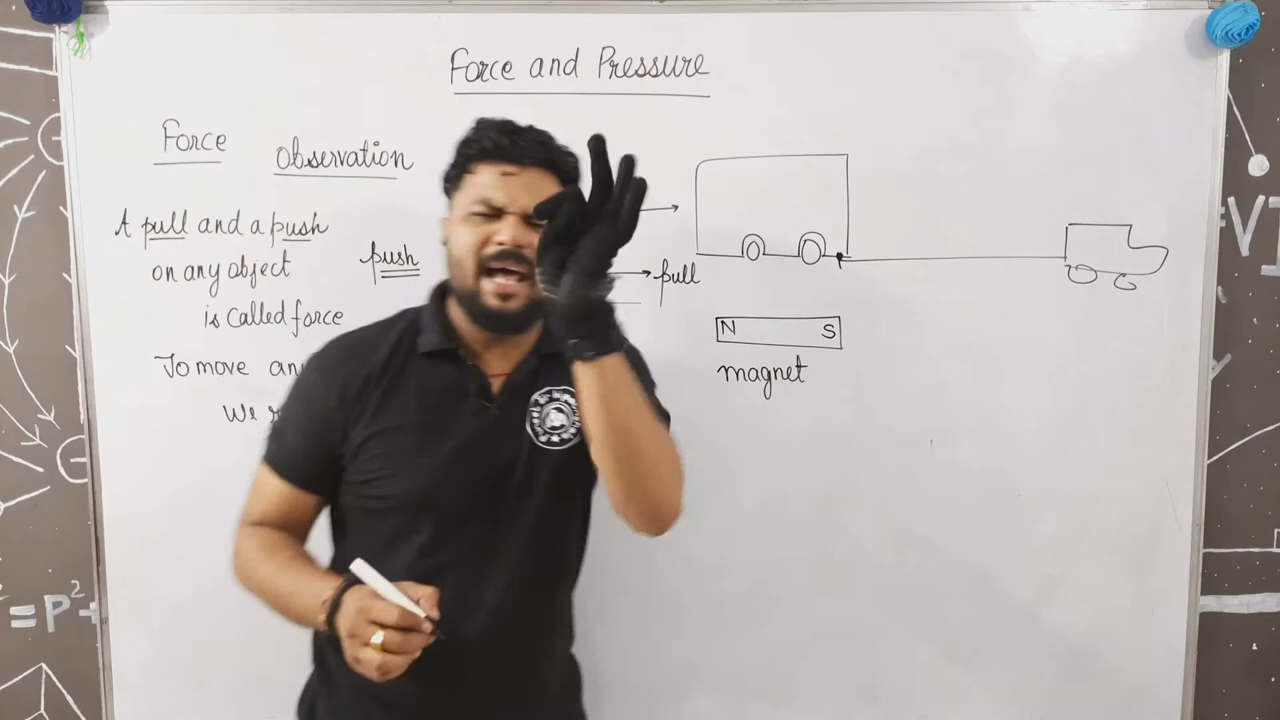 Force and Pressure
Force
observation
A pull and a push
on any object
is called force
To move an
We
push
pull
N S
magnet
=V
= P²+